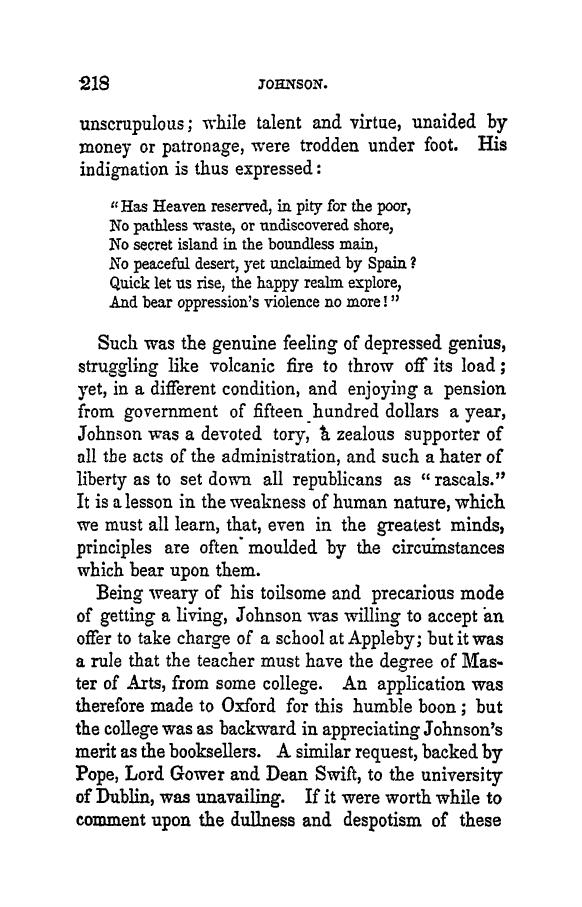 218 JOHNSON.
unscrupulous; while talent and virtue, unaided by
money or patronage, were trodden under foot. His
indignation is thus expressed:
"Has Heaven reserved, in pity for the poor,
No pathless waste, or undiscovered shore,
No secret island in the boundless main,
No peaceful desert, yet unclaimed by Spain?
Quick let us rise, the happy realm explore,
And bear oppression's violence no more!"
Such was the genuine feeling of depressed genius,
struggling like volcanic fire to throw off its load;
yet, in a different condition, and enjoying a pension
from government of fifteen hundred dollars a year,
Johnson was a devoted tory, a zealous supporter of
all the acts of the administration, and such a hater of
liberty as to set down all republicans as "rascals."
It is a lesson in the weakness of human nature, which
we must all learn, that, even in the greatest minds,
principles are often moulded by the circumstances
which bear upon them.
Being weary of his toilsome and precarious mode
of getting a living, Johnson was willing to accept an
offer to take charge of a school at Appleby; but it was
a rule that the teacher must have the degree of Mas-
ter of Arts, from some college. An application was
therefore made to Oxford for this humble boon; but
the college was as backward in appreciating Johnson's
merit as the booksellers. A similar request, backed by
Pope, Lord Gower and Dean Swift, to the university
of Dublin, was unavailing. If it were worth while to
comment upon the dullness and despotism of these